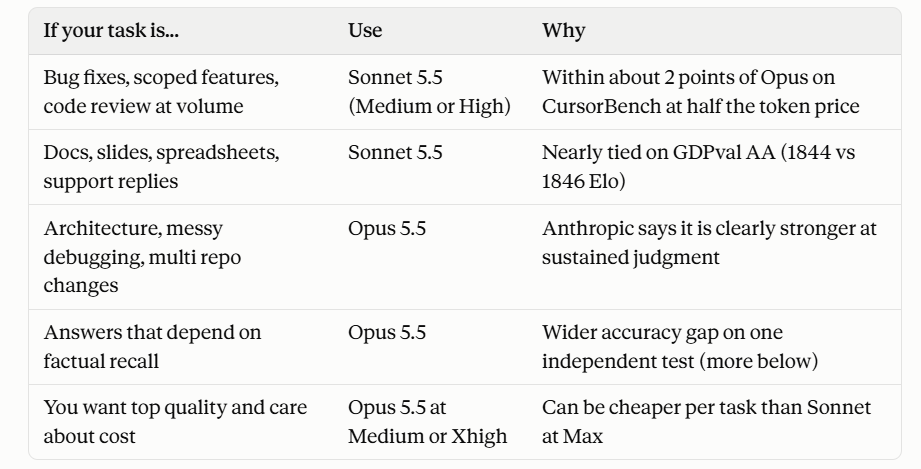 If your task is... Use Why
Bug fixes, scoped features, Sonnet 5.5 Within about 2 points of Opus on
code review at volume (Medium or High) CursorBench at half the token price
Docs, slides, spreadsheets, Sonnet 5.5 Nearly tied on GDPval AA (1844 vs
support replies 1846 Elo)
Architecture, messy Opus 5.5 Anthropic says it is clearly stronger at
debugging, multi repo sustained judgment
changes
Answers that depend on Opus 5.5 Wider accuracy gap on one
factual recall independent test (more below)
You want top quality and care Opus 5.5 at Can be cheaper per task than Sonnet
about cost Medium or Xhigh at Max